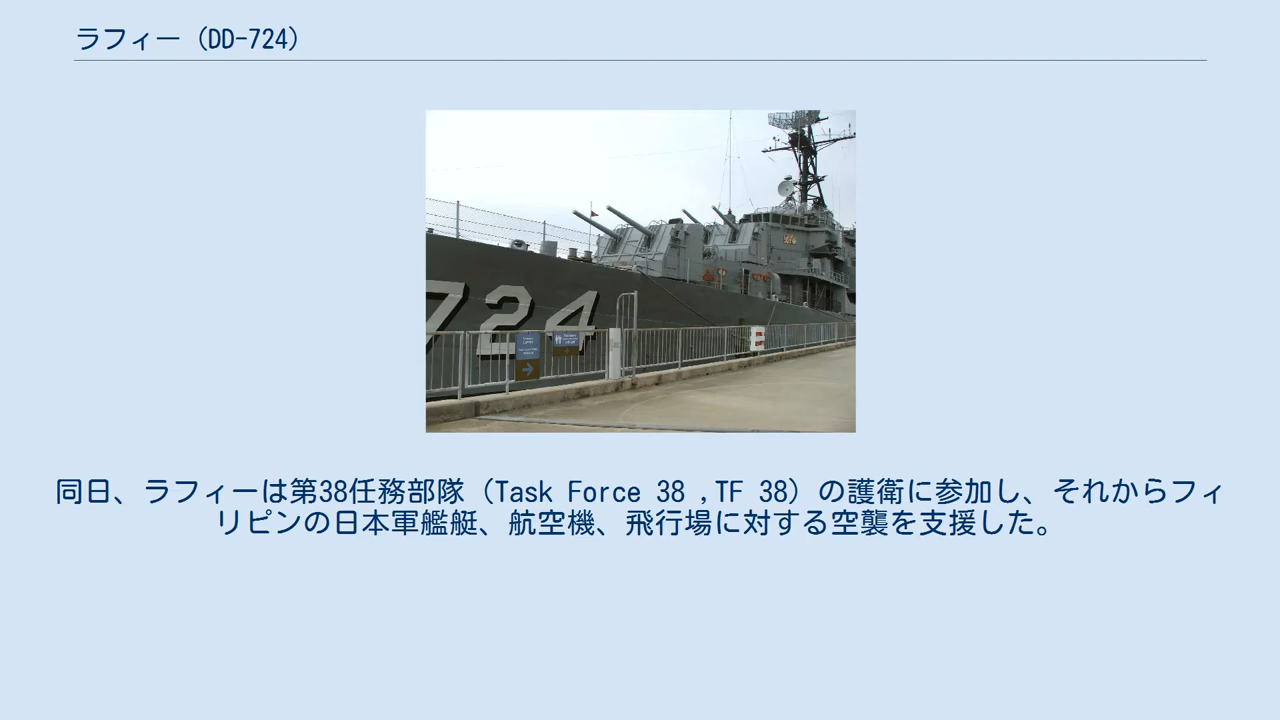 ラフィー（DD-724）
724
同日、ラフィーは第38任務部隊（Task Force 38 ,TF 38）の護衛に参加し、それからフィ
リピンの日本軍艦艇、航空機、飛行場に対する空襲を支援した。